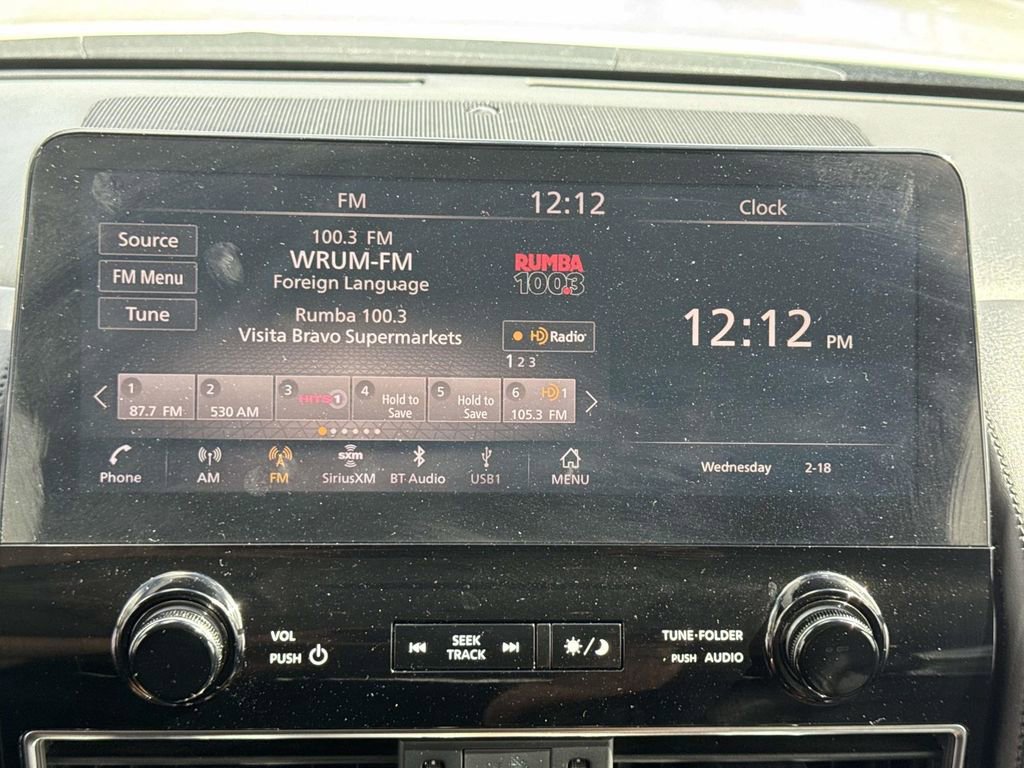 FM
12:12
Clock
Source
FM Menu
Tune
100.3 FM
WRUM-FM
Foreign Language
Rumba 100.3
Visita Bravo Supermarkets
RUMBA
100.3
HD Radio
1 2 3
12:12 PM
1
87.7 FM
2
530 AM
3
HITS 1
4
Hold to
Save
5
Hold to
Save
6 HD 1
105.3 FM
Phone
AM
A
FM
sxm
SiriusXM
BT Audio
USB1
MENU
Wednesday 2-18
VOL
PUSH
SEEK
TRACK
TUNE·FOLDER
PUSH AUDIO